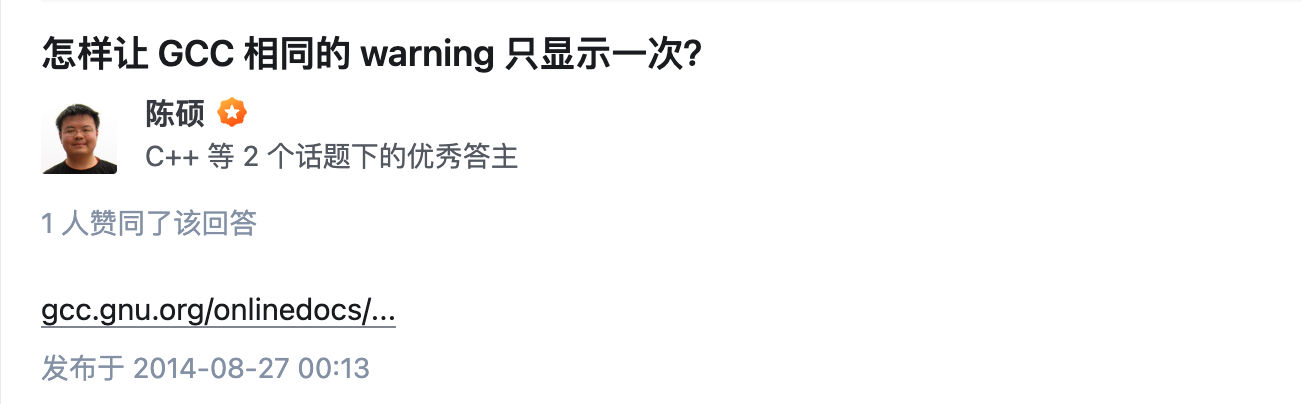 怎样让 GCC 相同的 warning 只显示一次?
陈硕
C++ 等 2 个话题下的优秀答主
1 人赞同了该回答
gcc.gnu.org/onlinedocs/...
发布于 2014-08-27 00:13